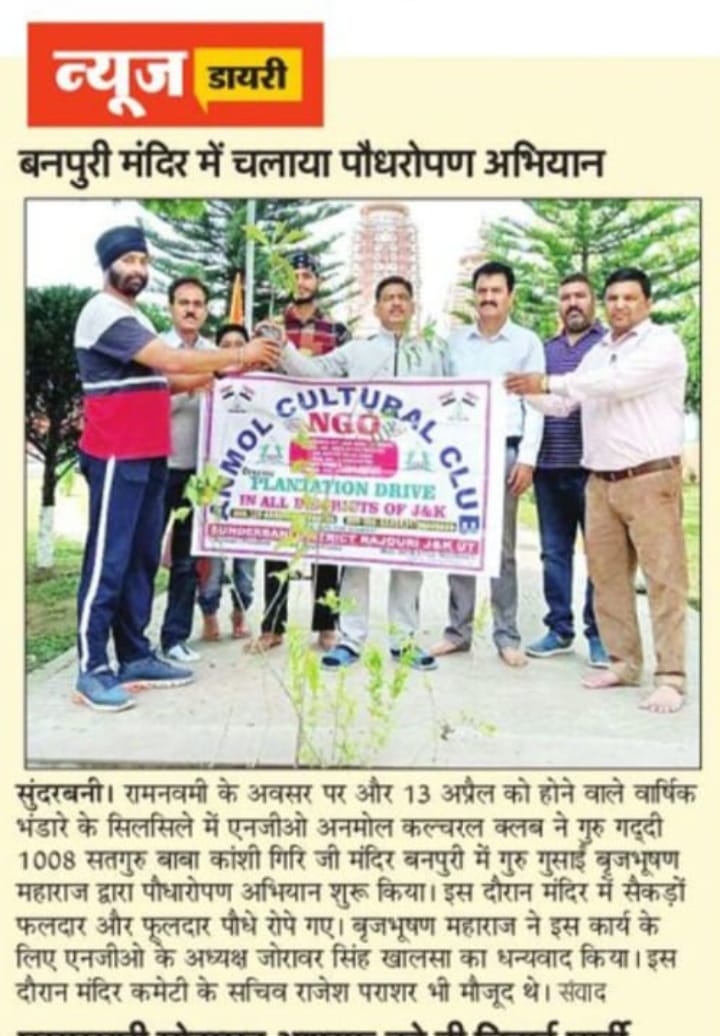 न्यूज डायरी
बनपुरी मंदिर में चलाया पौधरोपण अभियान
ANMOL CULTURAL CLUB
NGO
PLANTATION DRIVE
IN ALL DISTRICTS OF J&K
SUNDERBANI DISTRICT RAJOURI J&K UT
सुंदरबनी। रामनवमी के अवसर पर और 13 अप्रैल को होने वाले वार्षिक
भंडारे के सिलसिले में एनजीओ अनमोल कल्चरल क्लब ने गुरु गद्दी
1008 सतगुरु बाबा कांशी गिरि जी मंदिर बनपुरी में गुरु गुसाईं बृजभूषण
महाराज द्वारा पौधारोपण अभियान शुरू किया। इस दौरान मंदिर में सैकड़ों
फलदार और फूलदार पौधे रोपे गए। बृजभूषण महाराज ने इस कार्य के
लिए एनजीओ के अध्यक्ष जोरावर सिंह खालसा का धन्यवाद किया। इस
दौरान मंदिर कमेटी के सचिव राजेश पराशर भी मौजूद थे। संवाद